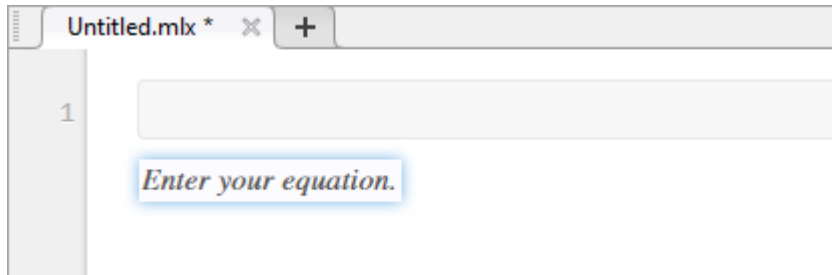 Untitled.mlx * × +
1
Enter your equation.